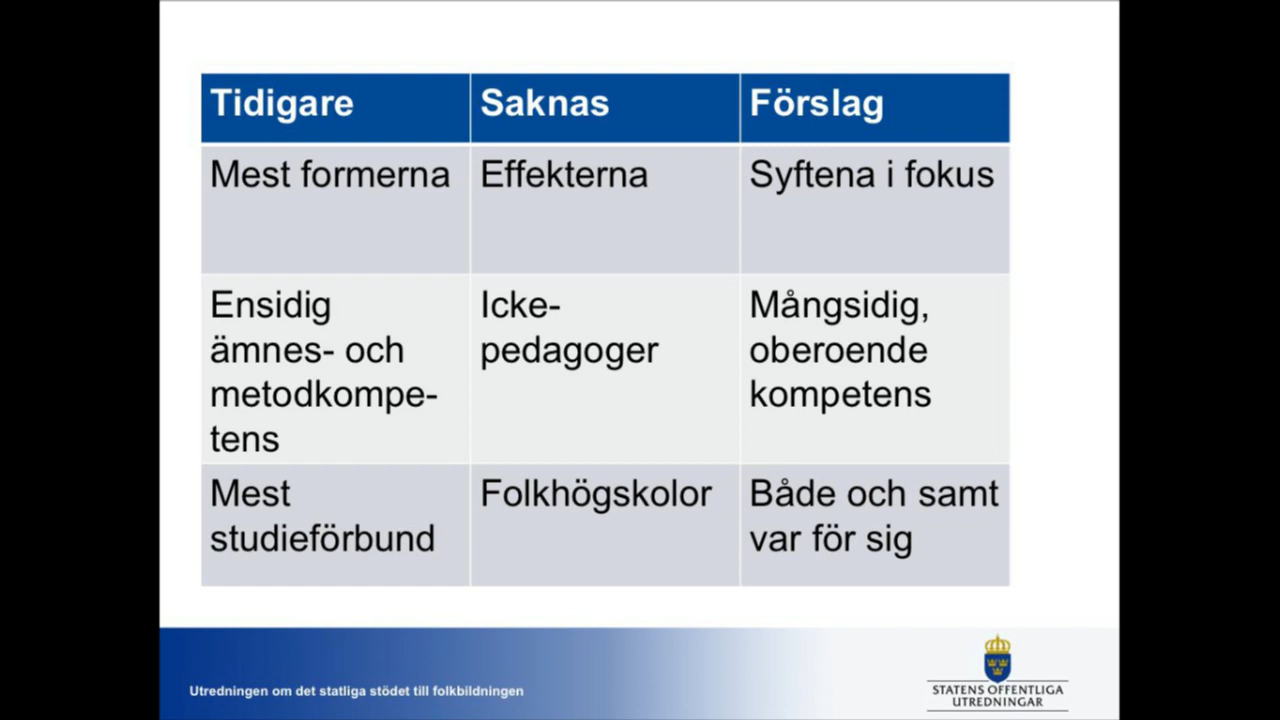 Tidigare
Saknas
Förslag
Mest formerna
Effekterna
Syftena i fokus
Ensidig
ämnes- och
metodkompe-
tens
Icke-
pedagoger
Mångsidig,
oberoende
kompetens
Mest
studieförbund
Folkhögskolor
Både och samt
var för sig
Utredningen om det statliga stödet till folkbildningen
STATENS OFFENTLIGA
UTREDNINGAR